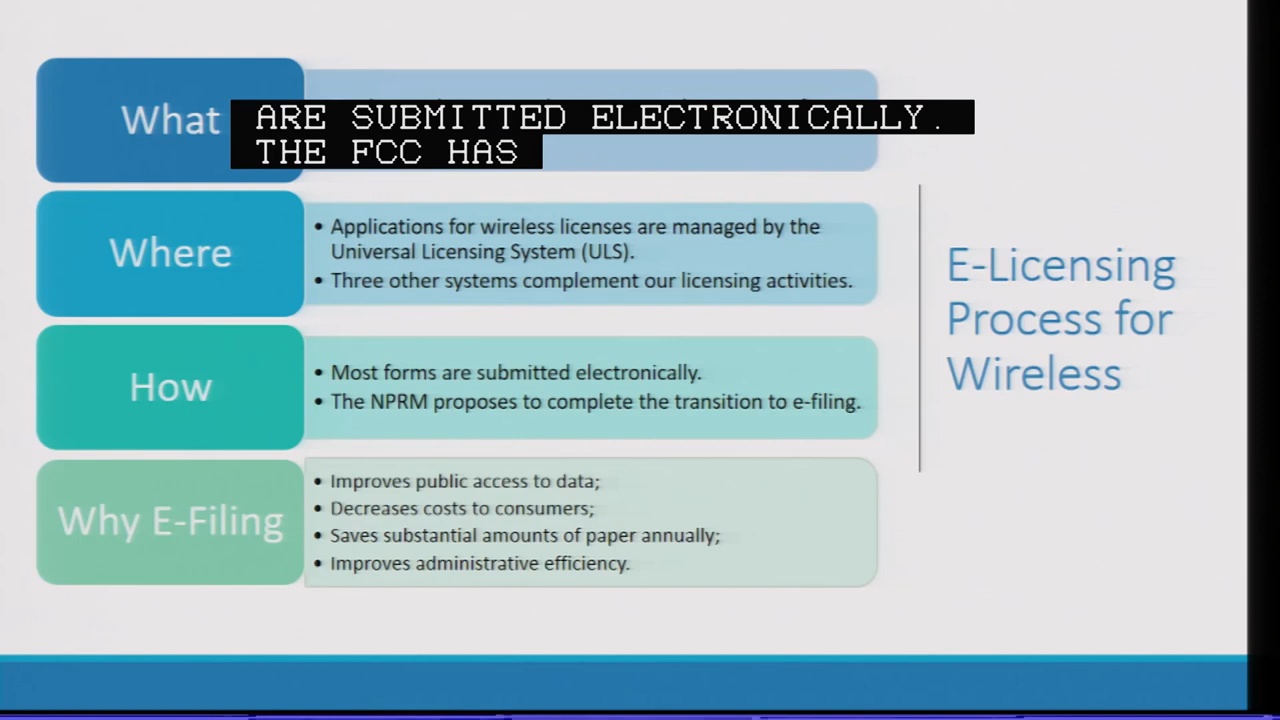 What
ARE SUBMITTED ELECTRONICALLY.
THE FCC HAS
Where
• Applications for wireless licenses are managed by the
Universal Licensing System (ULS).
• Three other systems complement our licensing activities.
How
• Most forms are submitted electronically.
• The NPRM proposes to complete the transition to e-filing.
Why E-Filing
• Improves public access to data;
• Decreases costs to consumers;
• Saves substantial amounts of paper annually;
• Improves administrative efficiency.
E-Licensing
Process for
Wireless